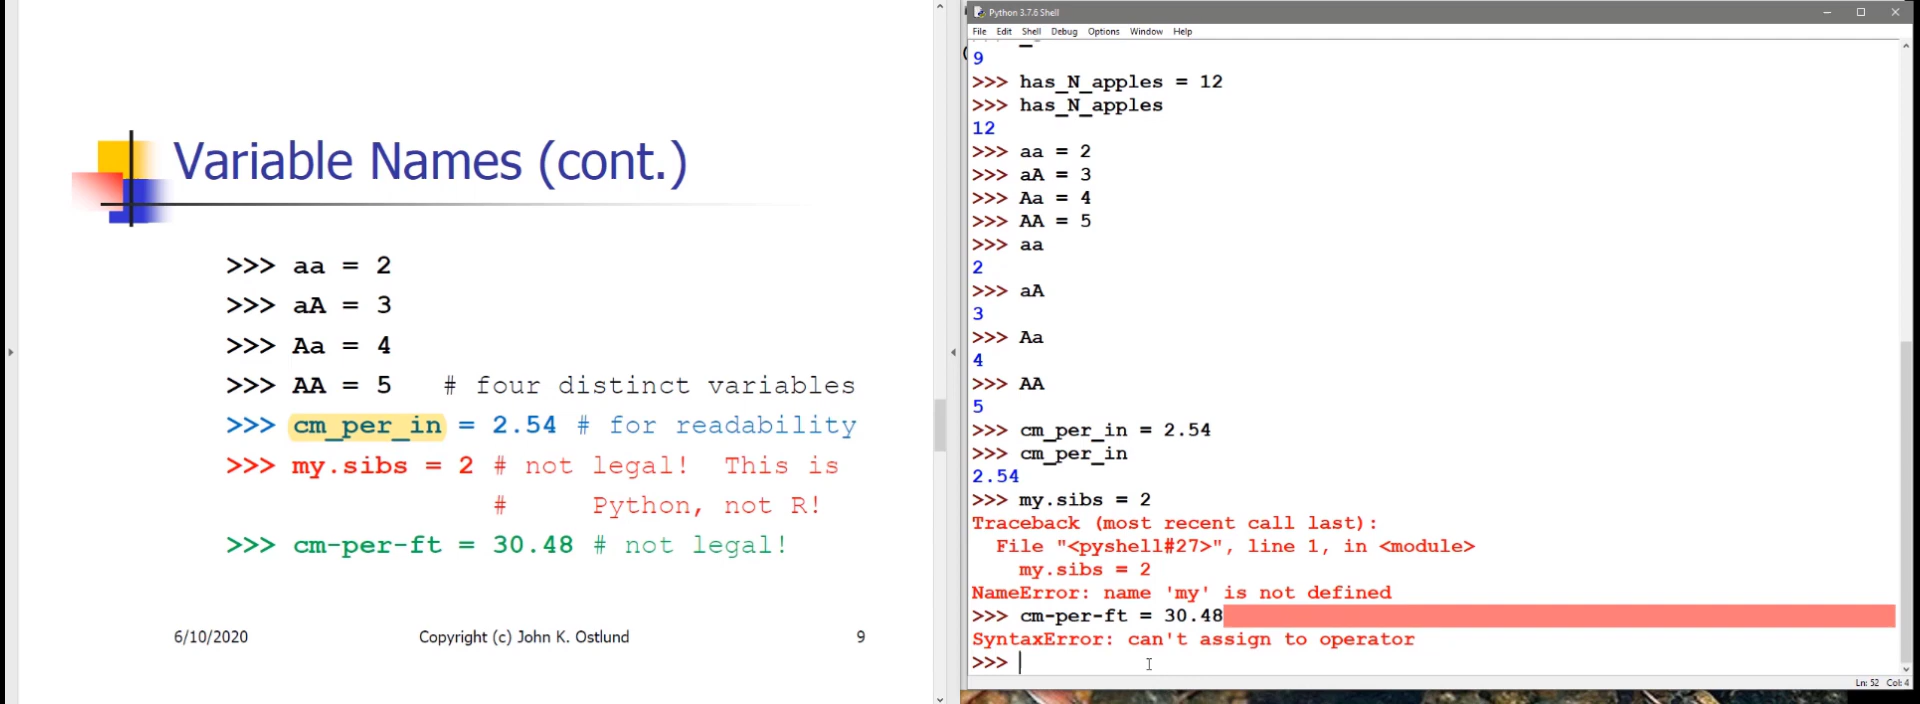 Variable Names (cont.)
>>> aa = 2
>>> aA = 3
>>> Aa = 4
>>> AA = 5 # four distinct variables
>>> cm_per_in = 2.54 # for readability
>>> my.sibs = 2 # not legal! This is
# Python, not R!
>>> cm-per-ft = 30.48 # not legal!
6/10/2020 Copyright (c) John K. Ostlund 9
Python 3.7.6 Shell
File Edit Shell Debug Options Window Help
9
>>> has_N_apples = 12
>>> has_N_apples
12
>>> aa = 2
>>> aA = 3
>>> Aa = 4
>>> AA = 5
>>> aa
2
>>> aA
3
>>> Aa
4
>>> AA
5
>>> cm_per_in = 2.54
>>> cm_per_in
2.54
>>> my.sibs = 2
Traceback (most recent call last):
File "<pyshell#27>", line 1, in <module>
my.sibs = 2
NameError: name 'my' is not defined
>>> cm-per-ft = 30.48
SyntaxError: can't assign to operator
>>>
Ln: 52 Col: 4